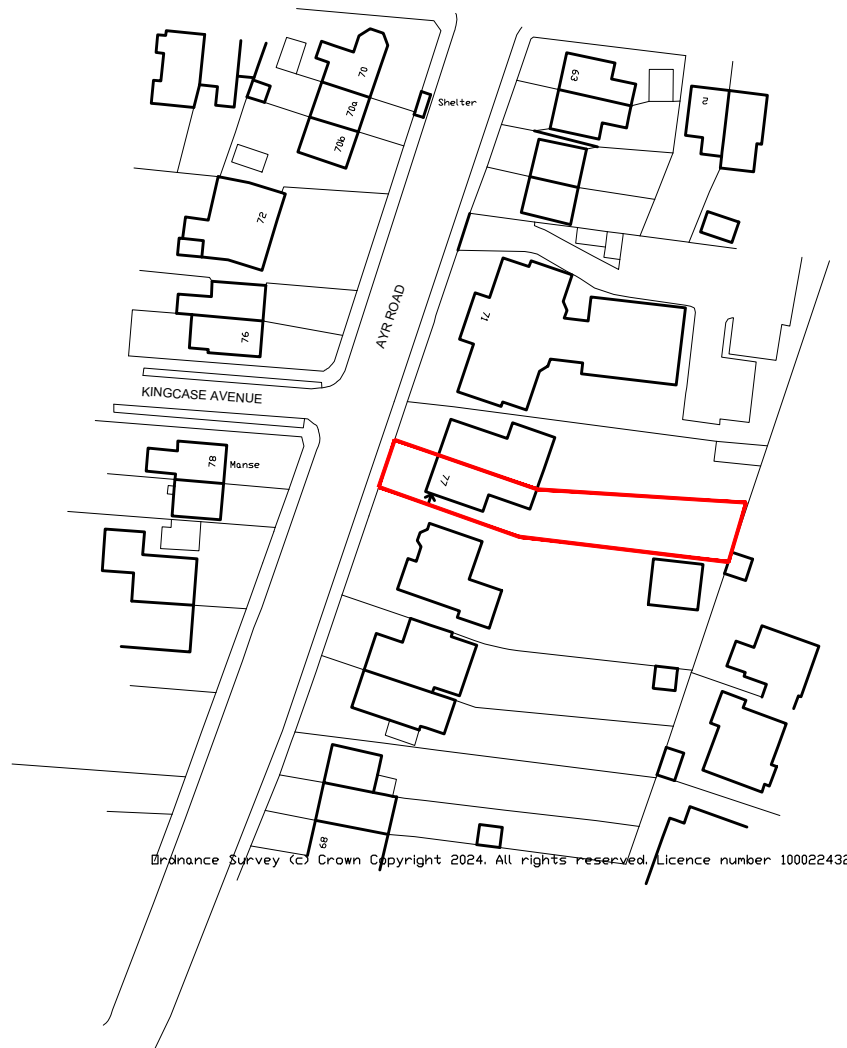 70
63
70a
2
Shelter
70b
72
71
AYR ROAD
76
KINGCASE AVENUE
78
Manse
77
89
Ordnance Survey (c) Crown Copyright 2024. All rights reserved. Licence number 100022432